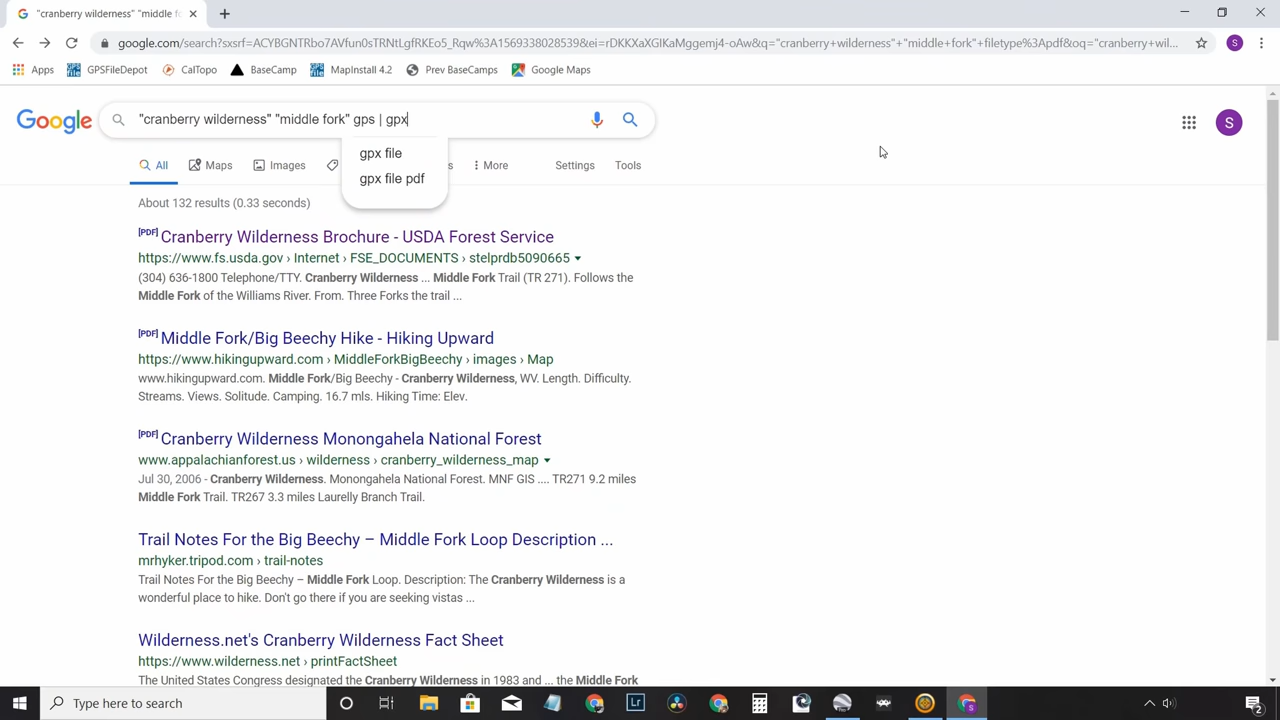 "cranberry wilderness" "middle fo
google.com/search?sxsrf=ACYBGNTRbo7AVfun0sTRNtLgfRKEo5_Rqw%3A1569338028539&ei=rDKKXaXGIKaMggemj4-oAw&q="cranberry+wilderness"+"middle+fork"+filetype%3Apdf&oq="cranberry+wil...
S
Apps GPSFileDepot CalTopo BaseCamp MapInstall 4.2 Prev BaseCamps Google Maps
Google "cranberry wilderness" "middle fork" gps | gpx
S
gpx file
gpx file pdf
All Maps Images s More Settings Tools
About 132 results (0.33 seconds)
[PDF] Cranberry Wilderness Brochure - USDA Forest Service
https://www.fs.usda.gov › Internet › FSE_DOCUMENTS › stelprdb5090665
(304) 636-1800 Telephone/TTY. Cranberry Wilderness ... Middle Fork Trail (TR 271). Follows the
Middle Fork of the Williams River. From. Three Forks the trail ...
[PDF] Middle Fork/Big Beechy Hike - Hiking Upward
https://www.hikingupward.com › MiddleForkBigBeechy › images › Map
www.hikingupward.com. Middle Fork/Big Beechy - Cranberry Wilderness, WV. Length. Difficulty.
Streams. Views. Solitude. Camping. 16.7 mls. Hiking Time: Elev.
[PDF] Cranberry Wilderness Monongahela National Forest
www.appalachianforest.us › wilderness › cranberry_wilderness_map
Jul 30, 2006 - Cranberry Wilderness. Monongahela National Forest. MNF GIS .... TR271 9.2 miles
Middle Fork Trail. TR267 3.3 miles Laurelly Branch Trail.
Trail Notes For the Big Beechy – Middle Fork Loop Description ...
mrhyker.tripod.com › trail-notes
Trail Notes For the Big Beechy – Middle Fork Loop. Description: The Cranberry Wilderness is a
wonderful place to hike. Don't go there if you are seeking vistas ...
Wilderness.net's Cranberry Wilderness Fact Sheet
https://www.wilderness.net › printFactSheet
The United States Congress designated the Cranberry Wilderness in 1983 and ... the Middle Fork
Type here to search
Lr
S
2